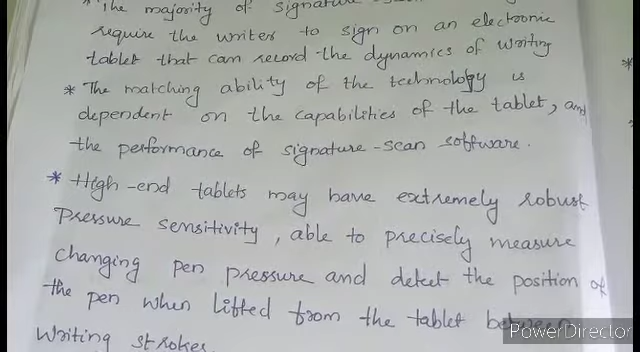 * The majority of signature
require the writer to sign on an electronic
tablet that can record the dynamics of writing
* The matching ability of the technology is
dependent on the capabilities of the tablet, and
the performance of signature-scan software.
* High-end tablets may have extremely robust
Pressure sensitivity, able to precisely measure
changing pen pressure and detect the position of
the pen when lifted from the tablet between
writing strokes.
PowerDirector